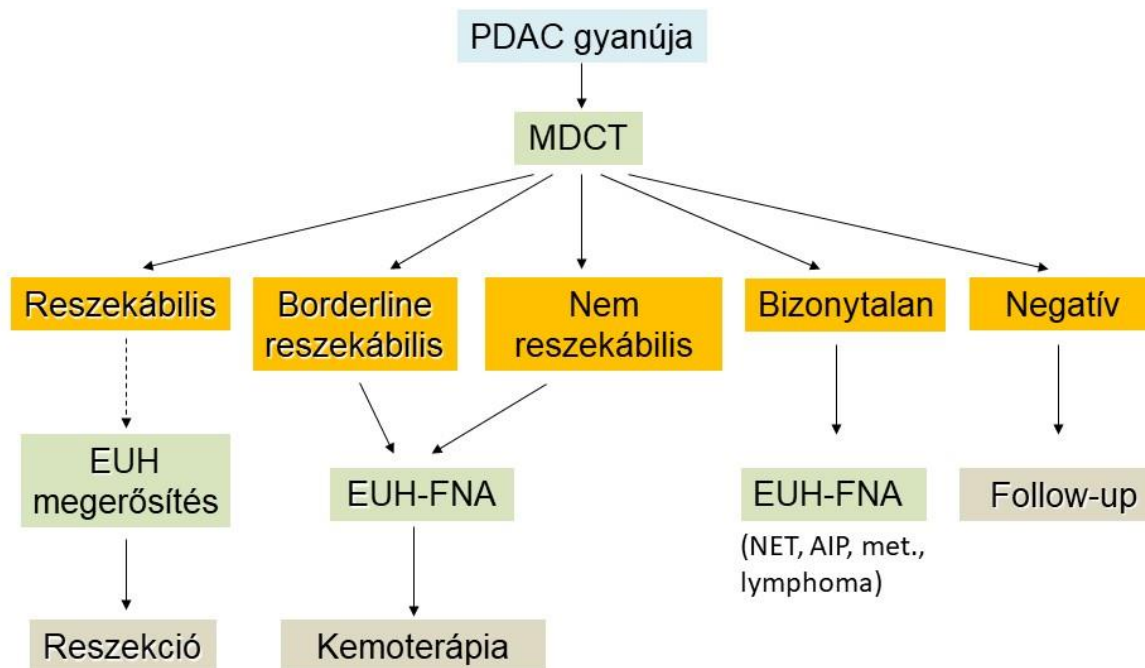 PDAC gyanúja
MDCT
Reszekábilis
Borderline
reszekábilis
Nem
reszekábilis
Bizonytalan
Negatív
EUH
megerősítés
EUH-FNA
EUH-FNA
(NET, AIP, met.,
lymphoma)
Follow-up
Reszekció
Kemoterápia